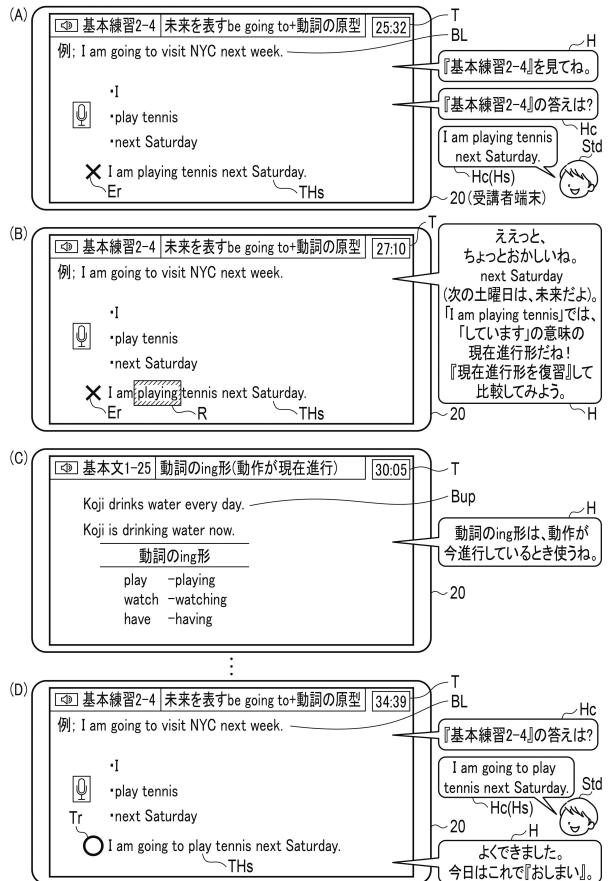 (A)
基本練習2-4 未来を表すbe going to+動詞の原型 25:32
T
例; I am going to visit NYC next week.
BL
H
『基本練習2-4』を見てね。
・I
・play tennis
・next Saturday
『基本練習2-4』の答えは?
Hc
I am playing tennis
next Saturday.
Std
Hc(Hs)
× I am playing tennis next Saturday.
Er
THs
20(受講者端末)
(B)
基本練習2-4 未来を表すbe going to+動詞の原型 27:10
T
例; I am going to visit NYC next week.
・I
・play tennis
・next Saturday
× I am playing tennis next Saturday.
Er
R
THs
ええっと、
ちょっとおかしいね。
next Saturday
(次の土曜日は、未来だよ)。
「I am playing tennis」では、
「しています」の意味の
現在進行形だね!
『現在進行形を復習』して
比較してみよう。
20
H
(C)
基本文1-25 動詞のing形(動作が現在進行) 30:05
T
Koji drinks water every day.
Bup
Koji is drinking water now.
H
動詞のing形は、動作が
今進行しているとき使うね。
動詞のing形
play -playing
watch -watching
have -having
20
(D)
基本練習2-4 未来を表すbe going to+動詞の原型 34:39
T
例; I am going to visit NYC next week.
BL
Hc
『基本練習2-4』の答えは?
・I
・play tennis
・next Saturday
I am going to play
tennis next Saturday.
Std
Hc(Hs)
Tr
○ I am going to play tennis next Saturday.
THs
20
H
よくできました。
今日はこれで『おしまい』。